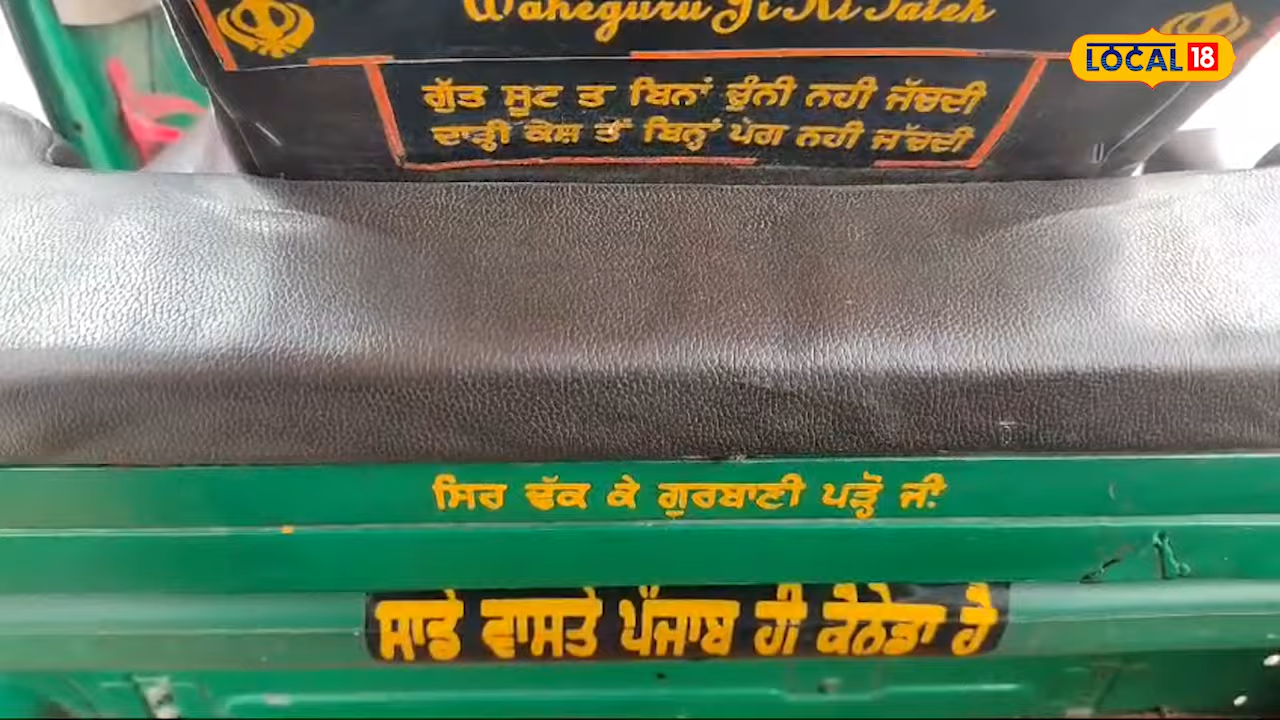 Waheguru Ji Ki Fateh
LOCAL 18
ਗੁੱਤ ਸੂਟ ਤ ਬਿਨਾਂ ਚੁੰਨੀ ਨਹੀ ਜੱਚਦੀ
ਦਾੜ੍ਹੀ ਕੇਸ਼ ਤੋਂ ਬਿਨ੍ਹਾਂ ਪੱਗ ਨਹੀ ਜੱਚਦੀ
ਸਿਰ ਢੱਕ ਕੇ ਗੁਰਬਾਣੀ ਪੜ੍ਹੋ ਜੀ
ਸਾਡੇ ਵਾਸਤੇ ਪੰਜਾਬ ਹੀ ਕੈਨੇਡਾ ਹੈ